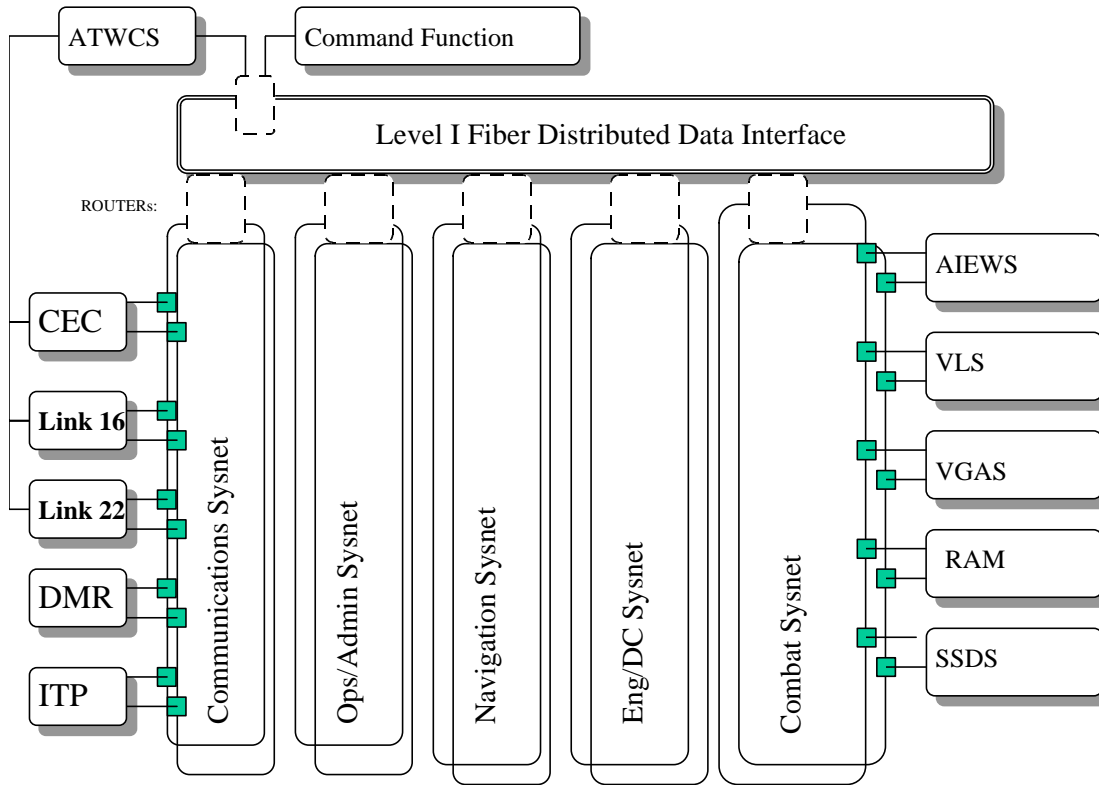 ATWCS
Command Function
Level I Fiber Distributed Data Interface
ROUTERs:
CEC
Link 16
Link 22
DMR
ITP
Communications Sysnet
Ops/Admin Sysnet
Navigation Sysnet
Eng/DC Sysnet
Combat Sysnet
AIEWS
VLS
VGAS
RAM
SSDS